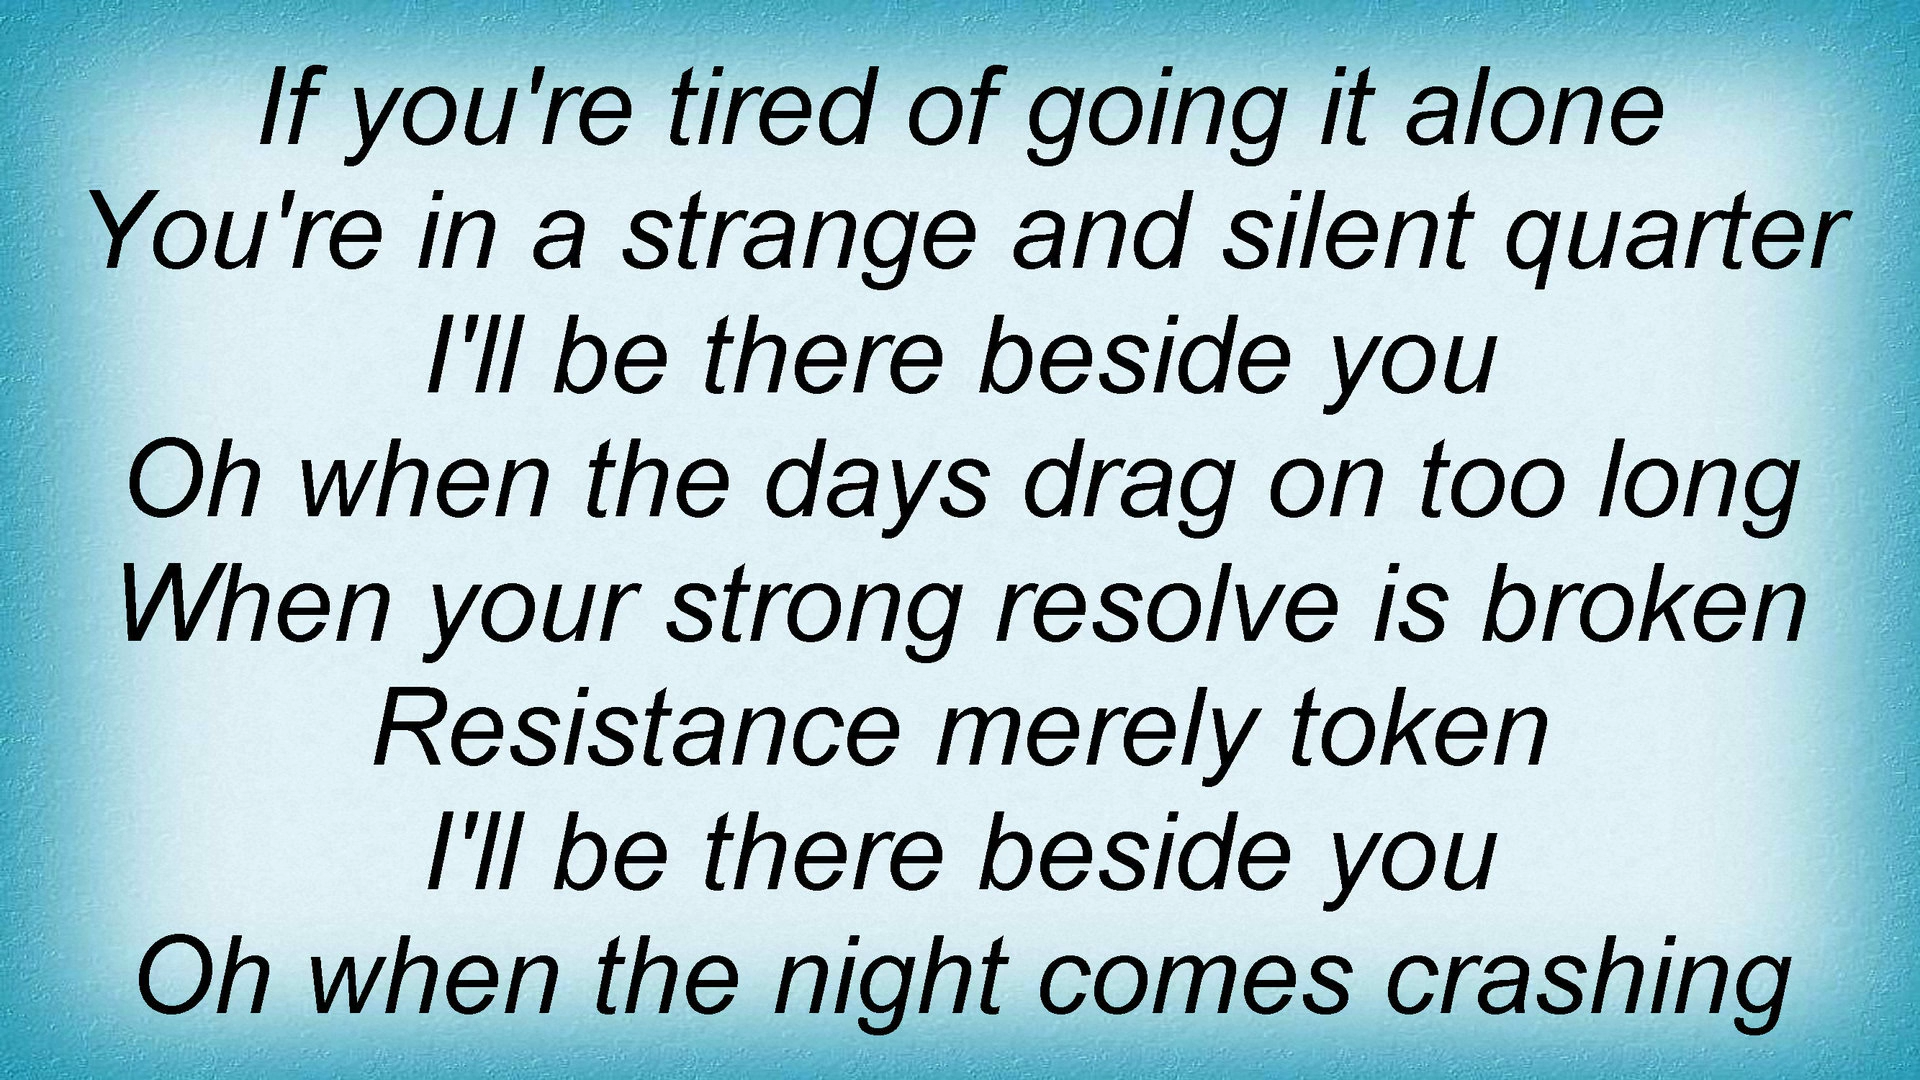 If you're tired of going it alone
You're in a strange and silent quarter
I'll be there beside you
Oh when the days drag on too long
When your strong resolve is broken
Resistance merely token
I'll be there beside you
Oh when the night comes crashing